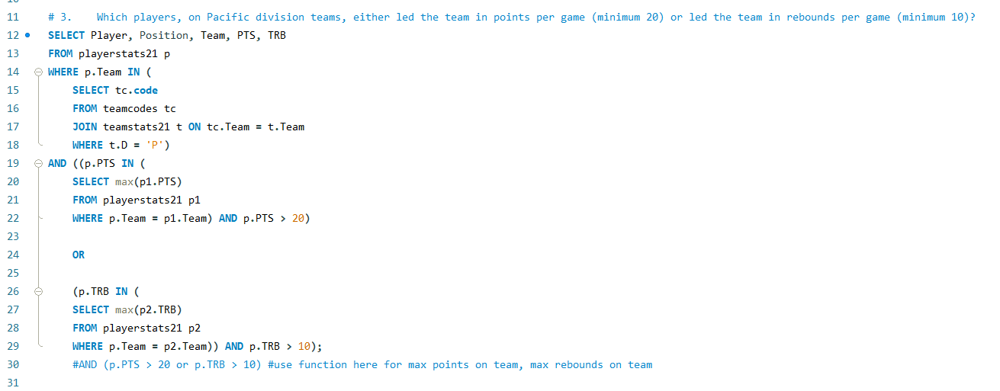 11 # 3. Which players, on Pacific division teams, either led the team in points per game (minimum 20) or led the team in rebounds per game (minimum 10)?
12 SELECT Player, Position, Team, PTS, TRB
13 FROM playerstats21 p
14 WHERE p.Team IN (
15 SELECT tc.code
16 FROM teamcodes tc
17 JOIN teamstats21 t ON tc.Team = t.Team
18 WHERE t.D = 'P')
19 AND ((p.PTS IN (
20 SELECT max(p1.PTS)
21 FROM playerstats21 p1
22 WHERE p.Team = p1.Team) AND p.PTS > 20)
23
24 OR
25
26 (p.TRB IN (
27 SELECT max(p2.TRB)
28 FROM playerstats21 p2
29 WHERE p.Team = p2.Team)) AND p.TRB > 10);
30 #AND (p.PTS > 20 or p.TRB > 10) #use function here for max points on team, max rebounds on team
31